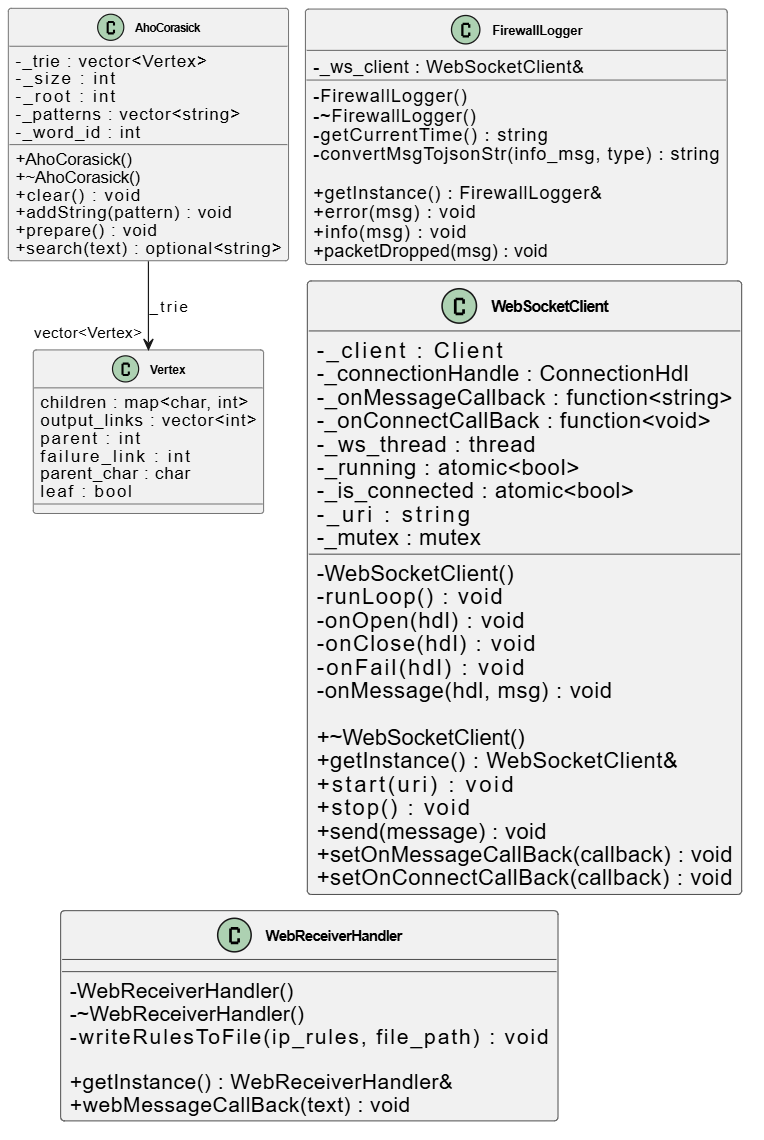 C AhoCorasick
-_trie : vector<Vertex>
-_size : int
-_root : int
-_patterns : vector<string>
-_word_id : int
+AhoCorasick()
+~AhoCorasick()
+clear() : void
+addString(pattern) : void
+prepare() : void
+search(text) : optional<string>
_trie
vector<Vertex>
C Vertex
children : map<char, int>
output_links : vector<int>
parent : int
failure_link : int
parent_char : char
leaf : bool
C FirewallLogger
-_ws_client : WebSocketClient&
-FirewallLogger()
-~FirewallLogger()
-getCurrentTime() : string
-convertMsgTojsonStr(info_msg, type) : string
+getInstance() : FirewallLogger&
+error(msg) : void
+info(msg) : void
+packetDropped(msg) : void
C WebSocketClient
-_client : Client
-_connectionHandle : ConnectionHdl
-_onMessageCallback : function<string>
-_onConnectCallBack : function<void>
-_ws_thread : thread
-_running : atomic<bool>
-_is_connected : atomic<bool>
-_uri : string
-_mutex : mutex
-WebSocketClient()
-runLoop() : void
-onOpen(hdl) : void
-onClose(hdl) : void
-onFail(hdl) : void
-onMessage(hdl, msg) : void
+~WebSocketClient()
+getInstance() : WebSocketClient&
+start(uri) : void
+stop() : void
+send(message) : void
+setOnMessageCallBack(callback) : void
+setOnConnectCallBack(callback) : void
C WebReceiverHandler
-WebReceiverHandler()
-~WebReceiverHandler()
-writeRulesToFile(ip_rules, file_path) : void
+getInstance() : WebReceiverHandler&
+webMessageCallBack(text) : void